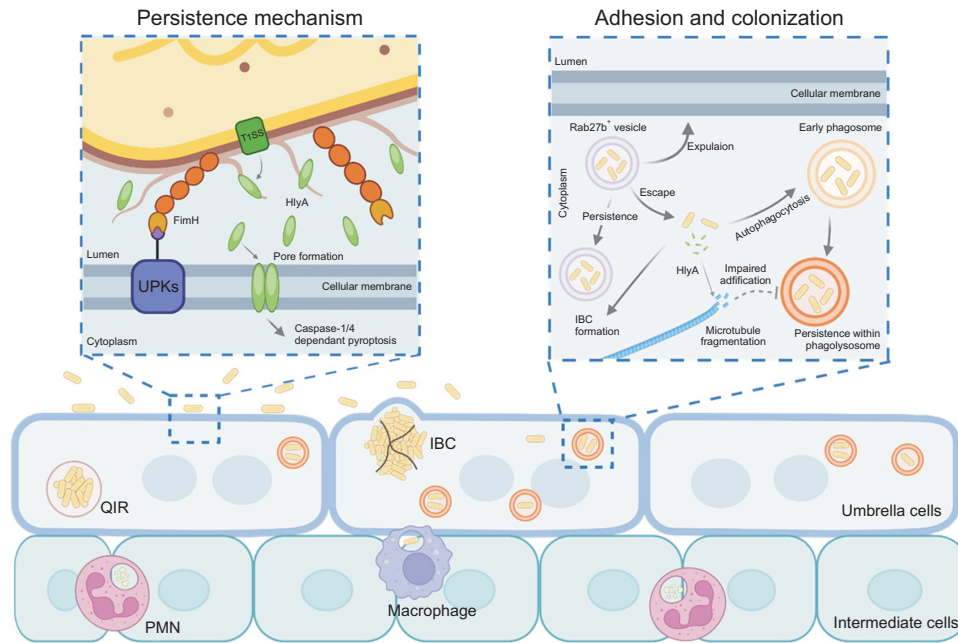 Persistence mechanism
Adhesion and colonization
T1SS
HlyA
FimH
Pore formation
Lumen
UPKs
Cellular membrane
Caspase-1/4
dependant pyroptosis
Cytoplasm
Lumen
Cellular membrane
Rab27b+ vesicle
Expulaion
Early phagosome
Cytoplasm
Escape
Persistence
Autophagocytosis
HlyA
Impaired
adification
IBC
formation
Microtubule
fragmentation
Persistence within
phagolysosome
IBC
QIR
Umbrella cells
Macrophage
PMN
Intermediate cells